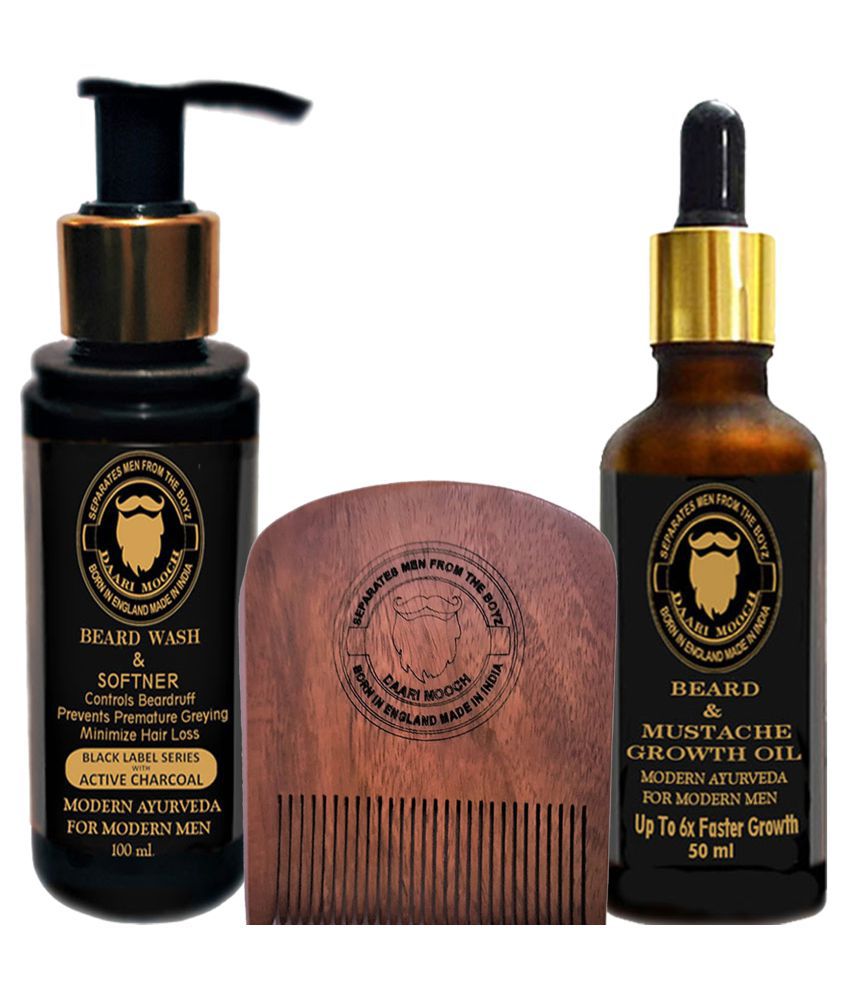 SEPARATES MEN FROM THE BOYZ
DAARI MOOCH
BORN IN ENGLAND MADE IN INDIA
BEARD WASH
&
SOFTNER
Controls Beardruff
Prevents Premature Greying
Minimize Hair Loss
BLACK LABEL SERIES
WITH
ACTIVE CHARCOAL
MODERN AYURVEDA
FOR MODERN MEN
100 ml.
SEPARATES MEN FROM THE BOYZ
DAARI MOOCH
BORN IN ENGLAND MADE IN INDIA
SEPARATES MEN FROM THE BOYZ
DAARI MOOCH
BORN IN ENGLAND MADE IN INDIA
BEARD
&
MUSTACHE
GROWTH OIL
MODERN AYURVEDA
FOR MODERN MEN
Up To 6x Faster Growth
50 ml